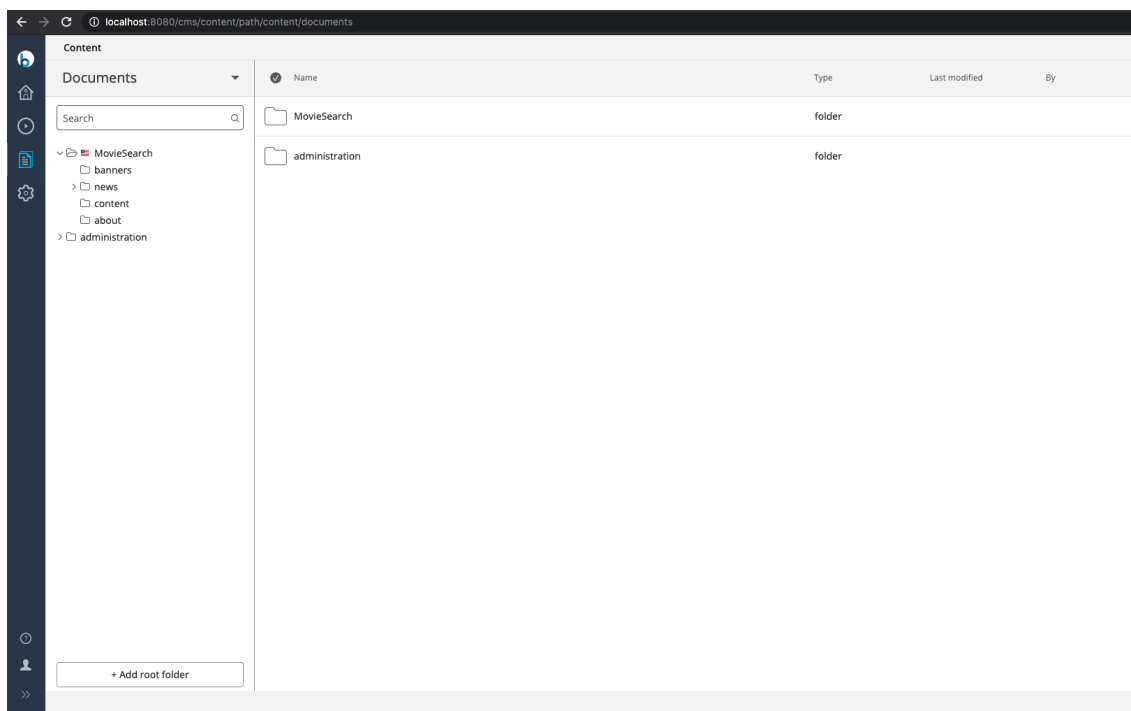 localhost:8080/cms/content/path/content/documents
Content
Documents
Search
MovieSearch
banners
news
content
about
administration
+ Add root folder
Name Type Last modified By
MovieSearch folder
administration folder